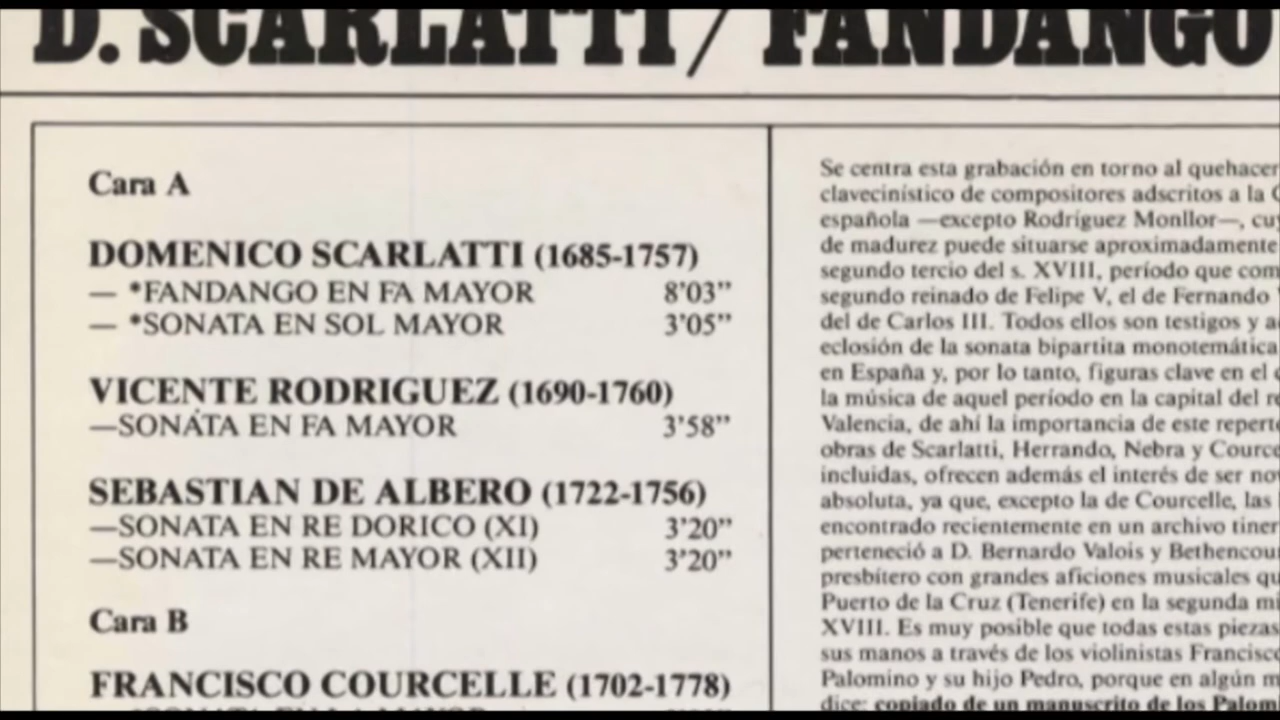 D. SCARLATTI / FANDANGO
Cara A
DOMENICO SCARLATTI (1685-1757)
— *FANDANGO EN FA MAYOR 8’03”
— *SONATA EN SOL MAYOR 3’05”
VICENTE RODRIGUEZ (1690-1760)
—SONATA EN FA MAYOR 3’58”
SEBASTIAN DE ALBERO (1722-1756)
—SONATA EN RE DORICO (XI) 3’20”
—SONATA EN RE MAYOR (XII) 3’20”
Cara B
FRANCISCO COURCELLE (1702-1778)
Se centra esta grabación en torno al quehacer
clavecinístico de compositores adscritos a la
española —excepto Rodríguez Monllor—,
de madurez puede situarse aproximadamente
segundo tercio del s. XVIII, período que
segundo reinado de Felipe V, el de Fernando
del de Carlos III. Todos ellos son testigos y
eclosión de la sonata bipartita monotemática
en España y, por lo tanto, figuras clave en el
la música de aquel período en la capital del
Valencia, de ahí la importancia de este
obras de Scarlatti, Herrando, Nebra y
incluidas, ofrecen además el interés de ser
absoluta, ya que, excepto la de Courcelle, las
encontrado recientemente en un archivo
perteneció a D. Bernardo Valois y
presbítero con grandes aficiones musicales
Puerto de la Cruz (Tenerife) en la segunda
XVIII. Es muy posible que todas estas piezas
sus manos a través de los violinistas
Palomino y su hijo Pedro, porque en algún
dice: copiado de un manuscrito de los